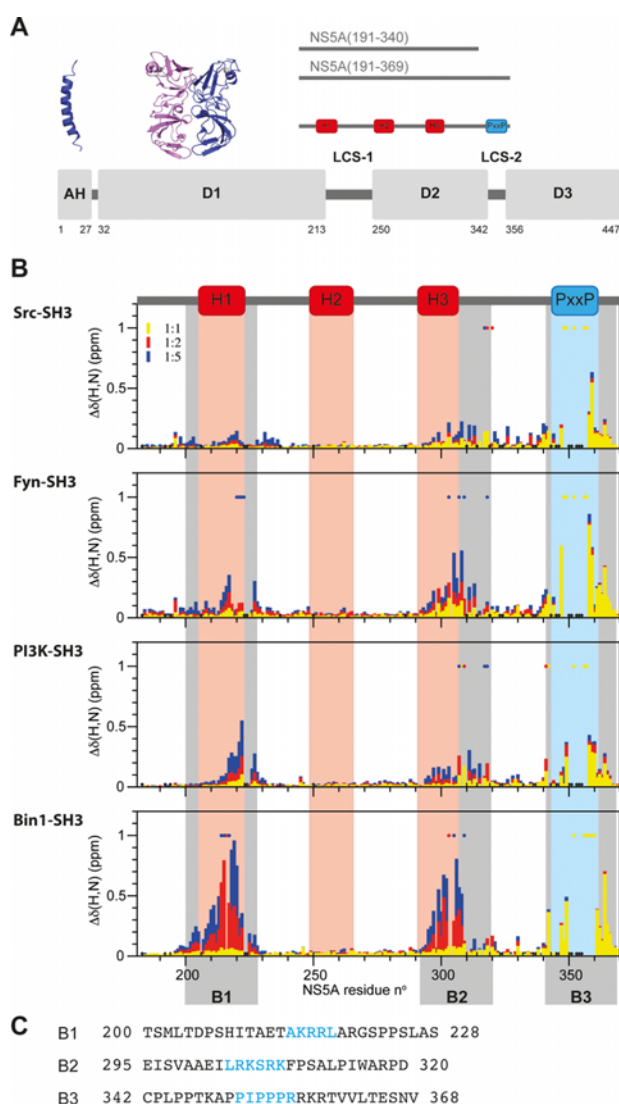 A
NS5A(191-340)
NS5A(191-369)
H2 H3 PxxP
LCS-1 LCS-2
AH D1 D2 D3
1 27 32 213 250 342 356 447
B
H1 H2 H3 PxxP
Src-SH3
1:1
1:2
1:5
1
0.5
0
Δδ(H,N) (ppm)
Fyn-SH3
1
0.5
0
Δδ(H,N) (ppm)
PI3K-SH3
1
0.5
0
Δδ(H,N) (ppm)
Bin1-SH3
1
0.5
0
Δδ(H,N) (ppm)
200 250 300 350
NS5A residue nº
B1 B2 B3
C
B1 200 TSMLTDPSHITAETAKRRLARGSPPSLAS 228
B2 295 EISVAAEILRKSRKFPSALPIWARPD 320
B3 342 CPLPPTKAPPIPPPRRKRTVVLTESNV 368